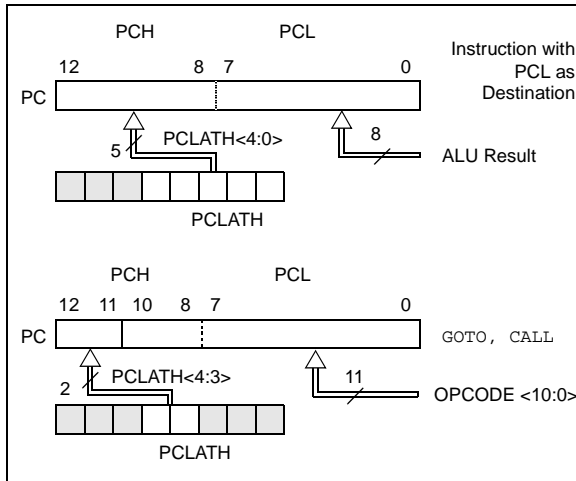 PCH PCL
12 8 7 0
Instruction with
PCL as
Destination
PC
5 PCLATH<4:0>
8
ALU Result
PCLATH
PCH PCL
12 11 10 8 7 0
PC
GOTO, CALL
2 PCLATH<4:3>
11
OPCODE <10:0>
PCLATH